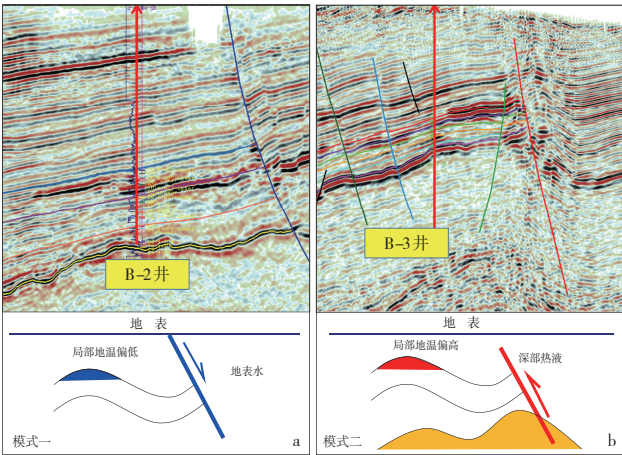 B-2井
B-3井
地 表
局部地温偏低
地表水
模式一
a
地 表
局部地温偏高
深部热液
模式二
b